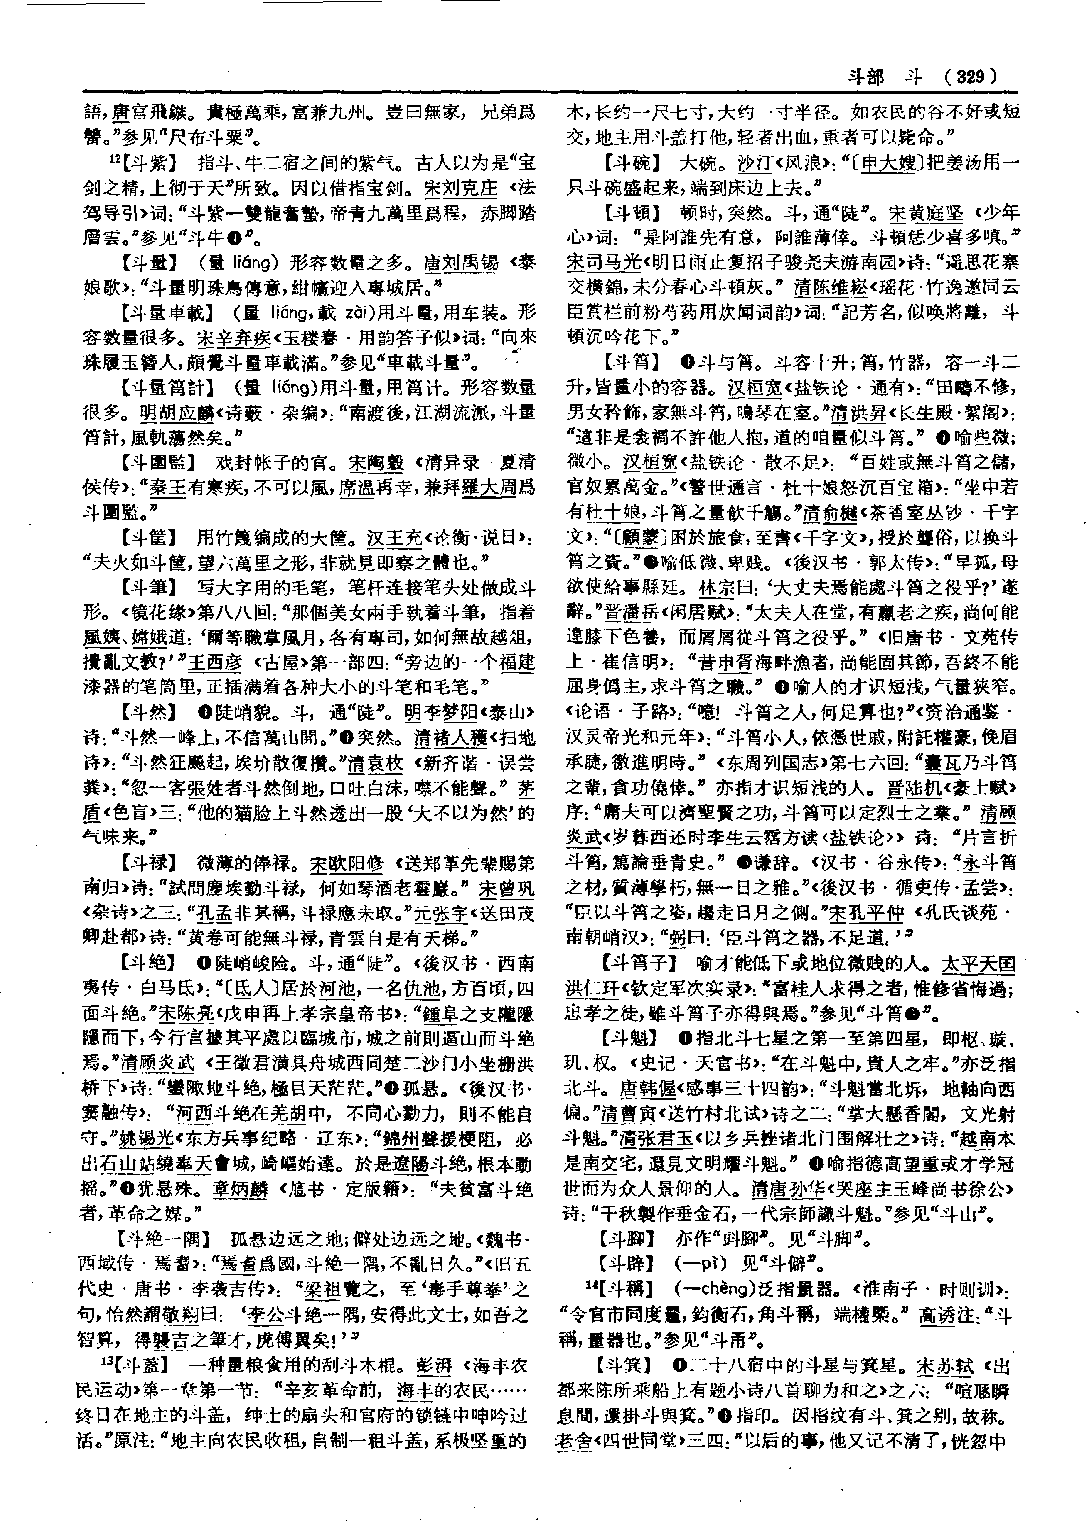 斗部 斗 (329)
語，唐宫飛鏃。貴極萬乘，富兼九州。豈曰無家，兄弟爲
讐。”参见“尺布斗粟”。
¹²【斗紫】 指斗、牛二宿之间的紫气。古人以为是“宝
剑之精，上彻于天”所致。因以借指宝剑。宋刘克庄《法
驾导引》词：“斗紫一雙龍奮蟄，帝青九萬里爲程，赤脚踏
層雲。”参见“斗牛❶”。
【斗量】 （量 liáng）形容数量之多。唐刘禹锡《泰
娘歌》：“斗量明珠鳥傳意，紺幰迎入專城居。”
【斗量車載】 （量 liáng，載 zài）用斗量，用车装。形
容数量很多。宋辛弃疾《玉楼春·用韵答子似》词：“向來
珠履玉簪人，頗覺斗量車載滿。”参见“車載斗量”。
【斗量筲計】 （量 liáng）用斗量，用筲计。形容数量
很多。明胡应麟《诗薮·杂编》：“南渡後，江湖流派，斗量
筲計，風軌蕩然矣。”
【斗圍監】 戏封帐子的官。宋陶穀《清异录·夏清
侯传》：“秦王有寒疾，不可以風，席温再幸，兼拜羅大周爲
斗圍監。”
【斗筐】 用竹篾编成的大筐。汉王充《论衡·说日》：
“夫火如斗筐，望六萬里之形，非就見即察之體也。”
【斗筆】 写大字用的毛笔，笔杆连接笔头处做成斗
形。《镜花缘》第八八回：“那個美女兩手執着斗筆，指着
風姨、嫦娥道：‘爾等職掌風月，各有專司，如何無故越俎，
攪亂文教？’”王西彦《古屋》第一部四：“旁边的一个福建
漆器的笔筒里，正插满着各种大小的斗笔和毛笔。”
【斗然】 ❶陡峭貌。斗，通“陡”。明李梦阳《泰山》
诗：“斗然一峰上，不信萬山開。”❷突然。清褚人穫《扫地
诗》：“斗然狂飈起，埃坋散復攢。”清袁枚《新齐谐·误尝
粪》：“忽一客張姓者斗然倒地，口吐白沫，噤不能聲。”茅
盾《色盲》三：“他的猫脸上斗然透出一股‘大不以为然’的
气味来。”
【斗禄】 微薄的俸禄。宋欧阳修《送郑革先辈赐第
南归》诗：“試問塵埃勤斗禄，何如琴酒老雲巖。”宋曾巩
《杂诗》之三：“孔孟非其稱，斗禄應未取。”元张宇《送田茂
卿赴都》诗：“黄卷可能無斗禄，青雲自是有天梯。”
【斗絶】 ❶陡峭峻险。斗，通“陡”。《後汉书·西南
夷传·白马氐》：“〔氐人〕居於河池，一名仇池，方百頃，四
面斗绝。”宋陈亮《戊申再上孝宗皇帝书》：“鍾阜之支隴隱
隱而下，今行宫據其平處以臨城市，城之前則逼山而斗絶
焉。”清顾炎武《王徵君潢具舟城西同楚二沙门小坐栅洪
桥下》诗：“蠻陬地斗绝，極目天茫茫。”❷孤悬。《後汉书·
窦融传》：“河西斗绝在羌胡中，不同心勠力，則不能自
守。”姚锡光《东方兵事纪略·辽东》：“錦州聲援梗阻，必
出石山站繞奉天會城，崎嶇始達。於是遼陽斗绝，根本動
摇。”❸犹悬殊。章炳麟《訄书·定版籍》：“夫贫富斗绝
者，革命之媒。”
【斗绝一隅】 孤悬边远之地；僻处边远之地。《魏书·
西域传·焉耆》：“焉耆爲國，斗绝一隅，不亂日久。”《旧五
代史·唐书·李袭吉传》：“梁祖覽之，至‘毒手尊拳’之
句，怡然謂敬翔曰：‘李公斗绝一隅，安得此文士，如吾之
智算，得襲吉之筆才，虎傅翼矣！’”
¹³【斗蓋】 一种量粮食用的刮斗木棍。彭湃《海丰农
民运动》第一章第一节：“辛亥革命前，海丰的农民……
终日在地主的斗盖，绅士的扇头和官府的锁链中呻吟过
活。”原注：“地主向农民收租，自制一租斗盖，系极坚重的
木，长约一尺七寸，大约一寸半径。如农民的谷不好或短
交，地主用斗盖打他，轻者出血，重者可以毙命。”
【斗碗】 大碗。沙汀《风浪》：“〔申大嫂〕把姜汤用一
只斗碗盛起来，端到床边上去。”
【斗頓】 顿时，突然。斗，通“陡”。宋黄庭坚《少年
心》词：“是阿誰先有意，阿誰薄倖。斗頓恁少喜多嗔。”
宋司马光《明日雨止复招子骏尧夫游南园》诗：“遥思花寨
交横錦，未分春心斗頓灰。”清陈维崧《瑶花·竹逸邀同云
臣赏栏前粉芍药用炊闻词韵》词：“記芳名，似唤將離，斗
頓沉吟花下。”
【斗筲】 ❶斗与筲。斗容十升；筲，竹器，容一斗二
升，皆量小的容器。汉桓宽《盐铁论·通有》：“田疇不修，
男女矜飾，家無斗筲，鳴琴在室。”清洪昇《长生殿·絮閣》：
“這非是衾裯不許他人抱，道的咱量似斗筲。”❷喻些微；
微小。汉桓宽《盐铁论·散不足》：“百姓或無斗筲之儲，
官奴累萬金。”《警世通言·杜十娘怒沉百宝箱》：“坐中若
有杜十娘，斗筲之量飲千觴。”清俞樾《茶香室丛钞·千字
文》：“〔顧蒙〕困於旅食，至書《千字文》，授於聾俗，以换斗
筲之資。”❸喻低微、卑贱。《後汉书·郭太传》：“早孤，母
欲使給事縣廷。林宗曰：‘大丈夫焉能處斗筲之役乎？’遂
辭。”晋潘岳《闲居赋》：“太夫人在堂，有羸老之疾，尚何能
違膝下色養，而屑屑從斗筲之役乎。”《旧唐书·文苑传
上·崔信明》：“昔申胥海畔漁者，尚能固其節，吾终不能
屈身僞主，求斗筲之職。”❹喻人的才识短浅，气量狭窄。
《论语·子路》：“噫！斗筲之人，何足算也？”《资治通鉴·
汉灵帝光和元年》：“斗筲小人，依憑世戚，附託權豪，俛眉
承睫，徼進明時。”《东周列国志》第七六回：“囊瓦乃斗筲
之輩，貪功僥倖。”亦指才识短浅的人。晋陆机《豪士赋》
序：“庸夫可以濟聖賢之功，斗筲可以定烈士之業。”清顾
炎武《岁暮西还时李生云霑方读〈盐铁论〉》诗：“片言折
斗筲，篤論垂青史。”❺谦辞。《汉书·谷永传》：“永斗筲
之材，質薄學朽，無一日之雅。”《後汉书·循吏传·孟尝》：
“臣以斗筲之姿，趨走日月之側。”宋孔平仲《孔氏谈苑·
南朝峭汉》：“弼曰：‘臣斗筲之器，不足道。’”
【斗筲子】 喻才能低下或地位微贱的人。太平天国
洪仁玕《钦定军次实录》：“富桂人求得之者，惟修省悔過；
忠孝之徒，雖斗筲子亦得與焉。”参见“斗筲❸”。
【斗魁】 ❶指北斗七星之第一至第四星，即枢、璇、
玑、权。《史记·天官书》：“在斗魁中，貴人之牢。”亦泛指
北斗。唐韩偓《感事三十四韵》：“斗魁當北坼，地軸向西
偏。”清曹寅《送竹村北试》诗之二：“掌大懸香閣，文光射
斗魁。”清张君玉《以乡兵挫诸北门围解壮之》诗：“越南本
是南交宅，還見文明耀斗魁。”❷喻指德高望重或才学冠
世而为众人景仰的人。清唐孙华《哭座主玉峰尚书徐公》
诗：“千秋製作垂金石，一代宗師讖斗魁。”参见“斗山”。
【斗脚】 亦作“㪷脚”。见“斗脚”。
【斗辟】 （—pì）见“斗僻”。
¹⁴【斗稱】 （—chèng）泛指量器。《淮南子·时则训》：
“令官市同度量，鈞衡石，角斗稱，端權槩。”高诱注：“斗
稱，量器也。”参见“斗甬”。
【斗箕】 ❶二十八宿中的斗星与箕星。宋苏轼《出
都来陈所乘船上有题小诗八首聊为和之》之六：“喧豗瞬
息間，還掛斗與箕。”❷指印。因指纹有斗、箕之别，故称。
老舍《四世同堂》三四：“以后的事，他又记不清了，恍忽中